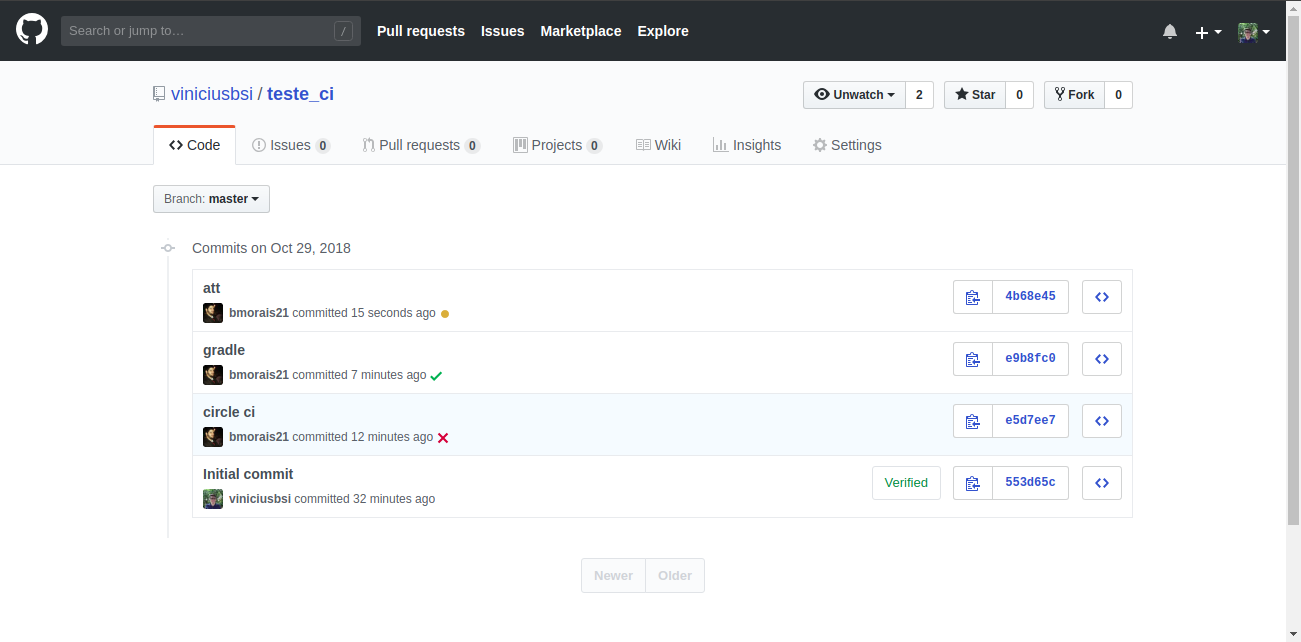 Search or jump to… / Pull requests Issues Marketplace Explore
viniciusbsi / teste_ci Unwatch 2 Star 0 Fork 0
Code Issues 0 Pull requests 0 Projects 0 Wiki Insights Settings
Branch: master
Commits on Oct 29, 2018
att
bmorais21 committed 15 seconds ago
4b68e45
gradle
bmorais21 committed 7 minutes ago
e9b8fc0
circle ci
bmorais21 committed 12 minutes ago
e5d7ee7
Initial commit
viniciusbsi committed 32 minutes ago
Verified 553d65c
Newer Older